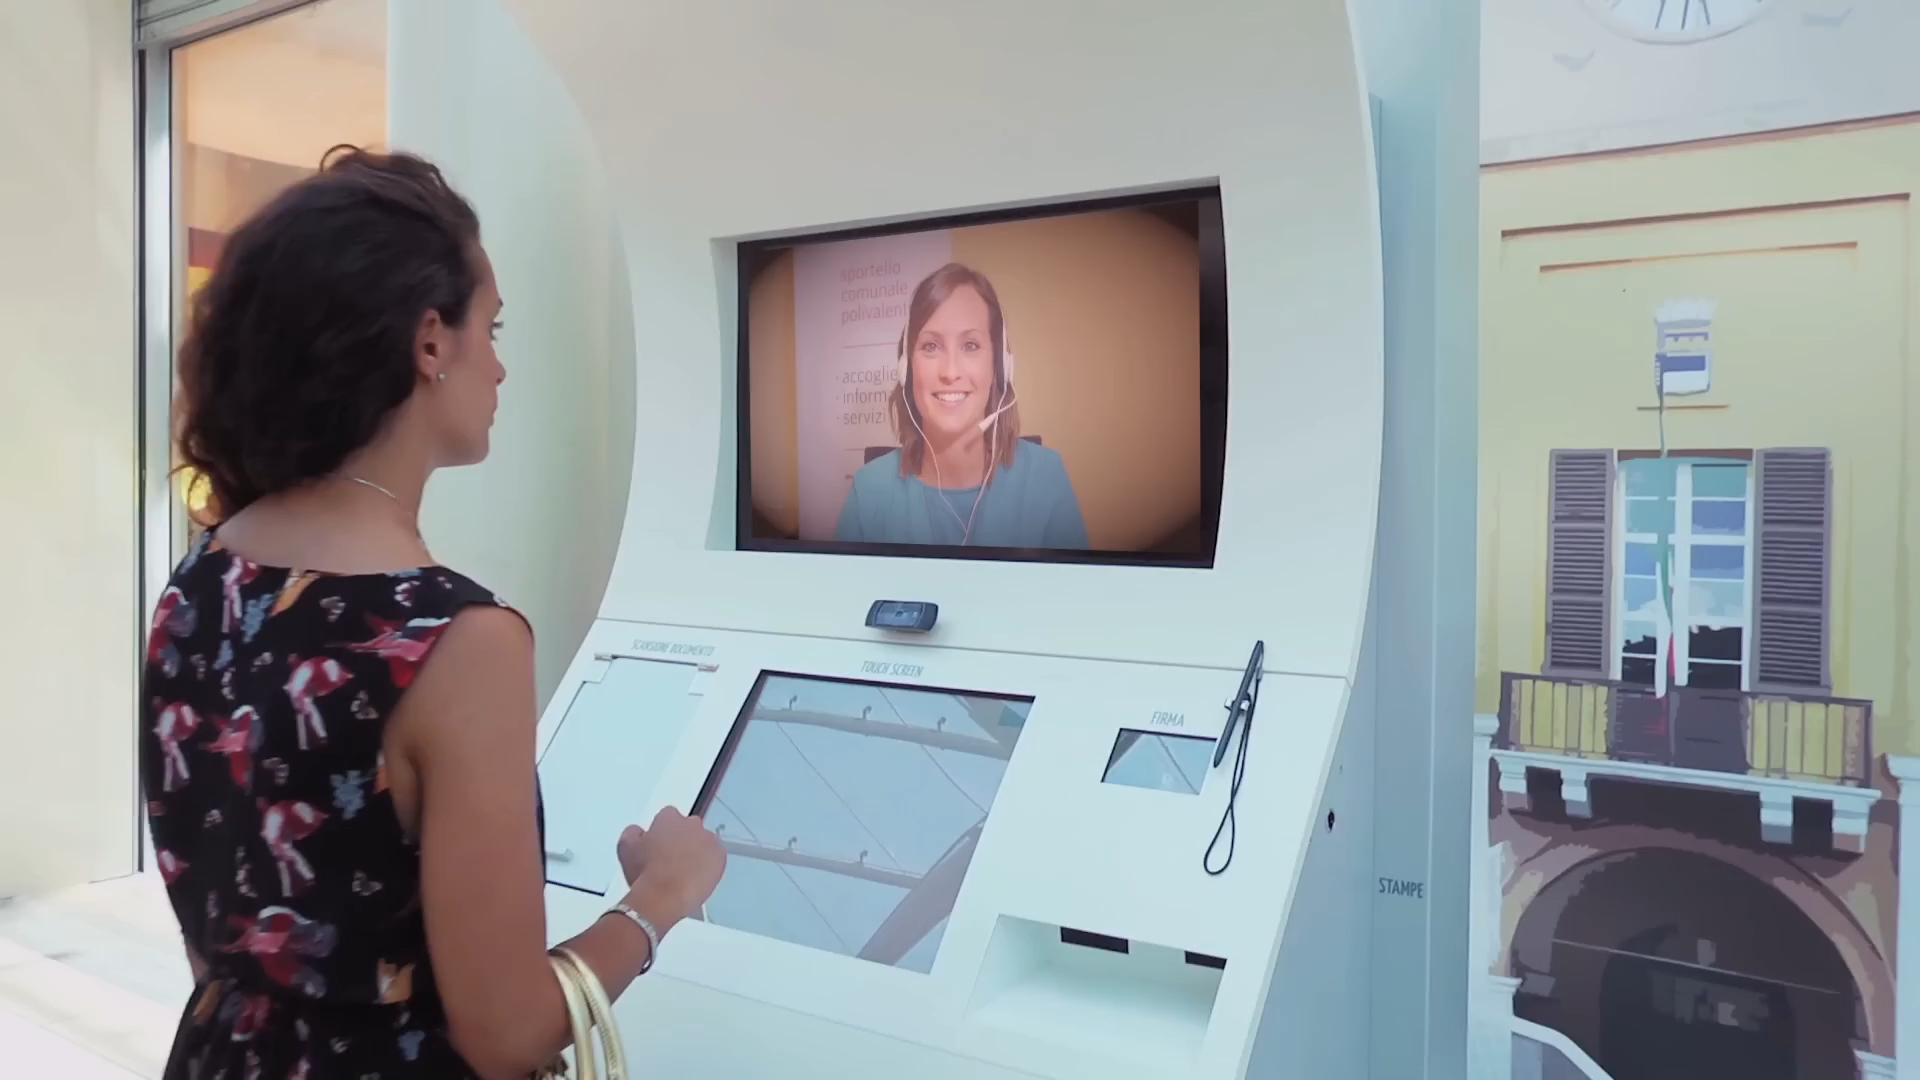 sportello
comunale
polivalent
· accoglie
· inform
· servizi
SCANSIONE DOCUMENTO
TOUCH SCREEN
FIRMA
STAMPE